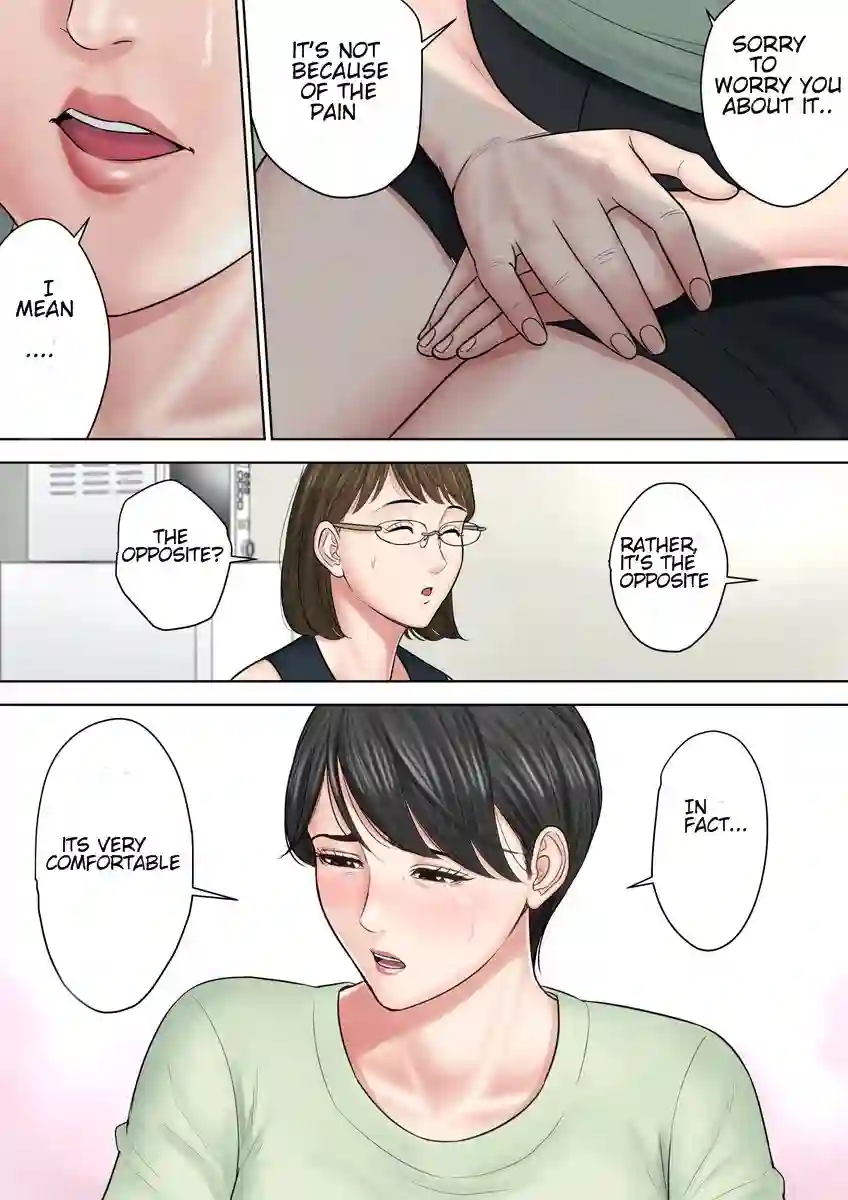 SORRY
TO
WORRY YOU
ABOUT IT..
IT'S NOT
BECAUSE
OF THE
PAIN
I
MEAN
....
RATHER,
IT'S THE
OPPOSITE
THE
OPPOSITE?
IN
FACT...
ITS VERY
COMFORTABLE